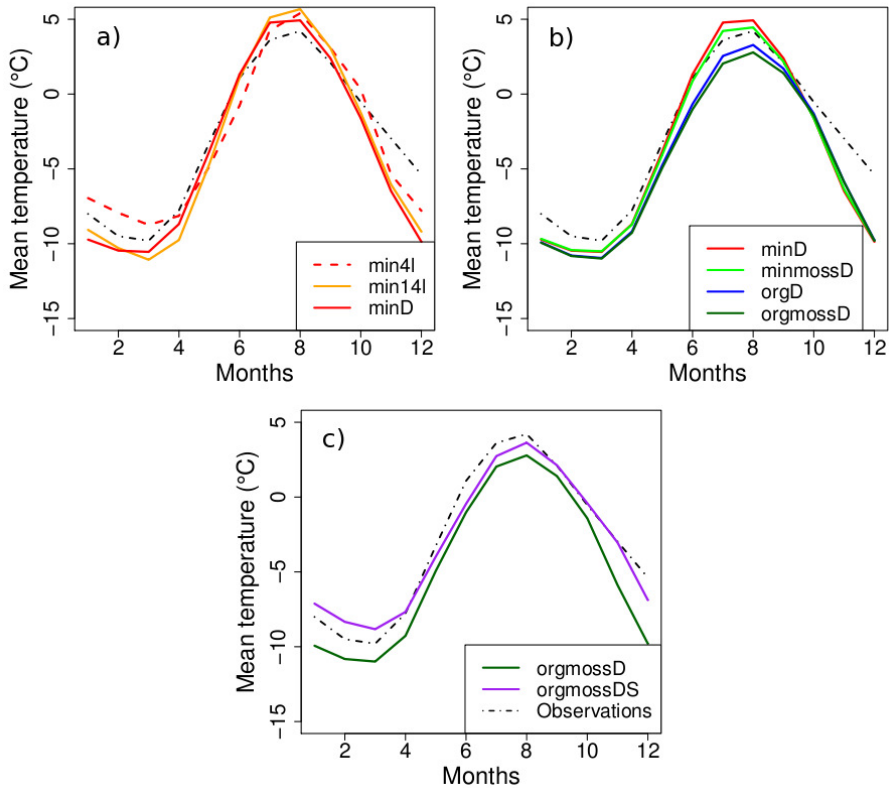 a)
Mean temperature (°C)
5
0
−5
−10
−15
min4l
min14l
minD
2
4
6
8
10
12
Months
b)
Mean temperature (°C)
5
0
−5
−10
−15
minD
minmossD
orgD
orgmossD
2
4
6
8
10
12
Months
c)
Mean temperature (°C)
5
0
−5
−10
−15
orgmossD
orgmossDS
Observations
2
4
6
8
10
12
Months